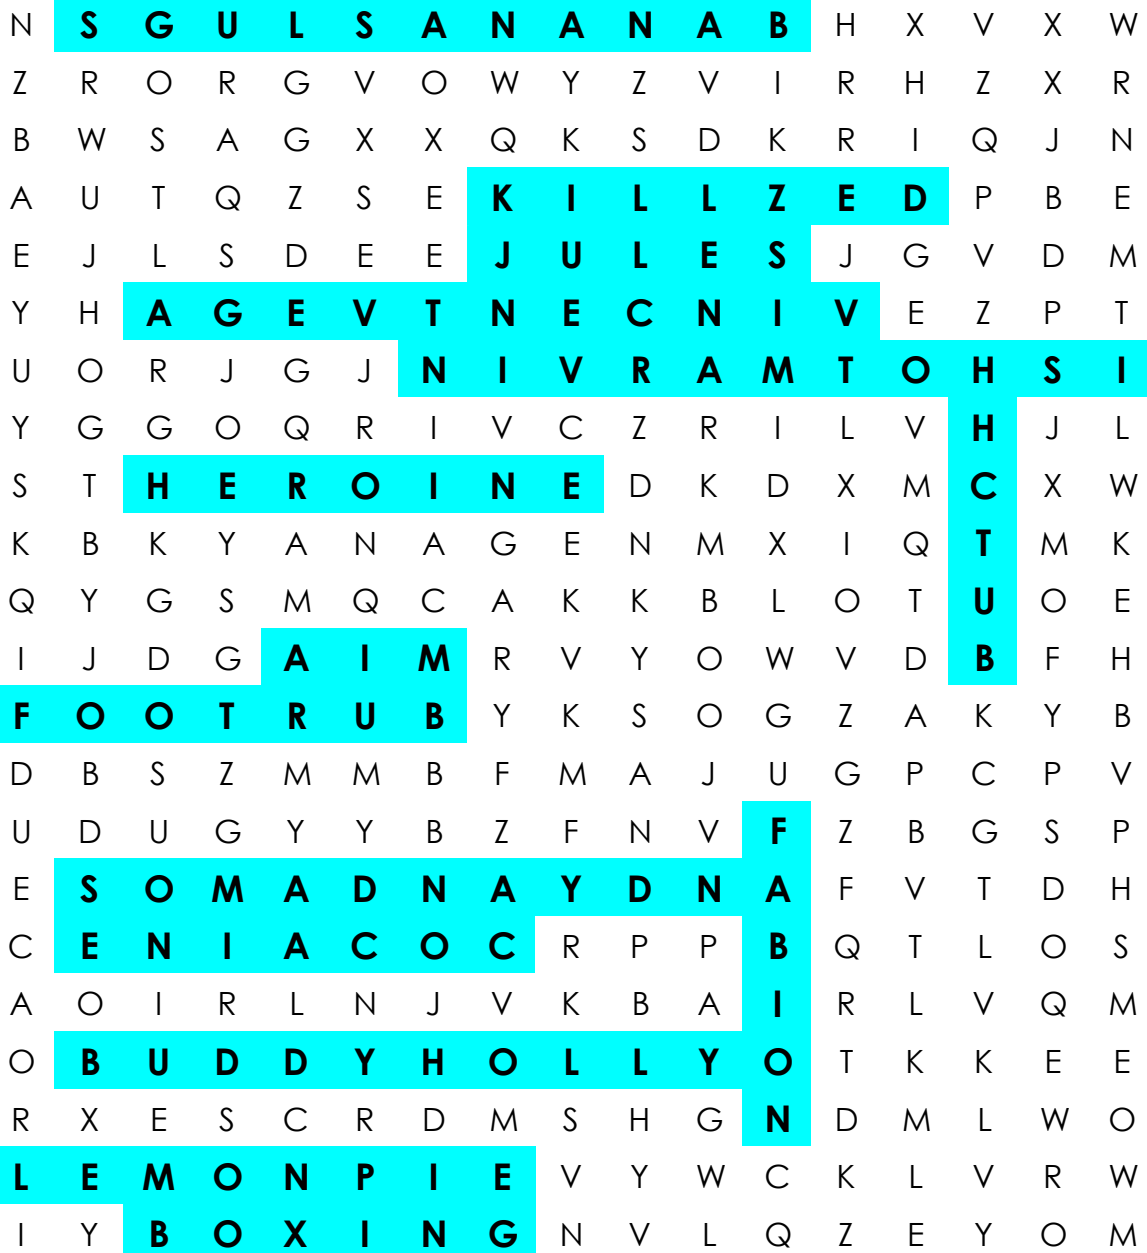 N S G U L S A N A N A B H X V X W
Z R O R G V O W Y Z V I R H Z X R
B W S A G X X Q K S D K R I Q J N
A U T Q Z S E K I L L Z E D P B E
E J L S D E E J U L E S J G V D M
Y H A G E V T N E C N I V E Z P T
U O R J G J N I V R A M T O H S I
Y G G O Q R I V C Z R I L V H J L
S T H E R O I N E D K D X M C X W
K B K Y A N A G E N M X I Q T M K
Q Y G S M Q C A K K B L O T U O E
I J D G A I M R V Y O W V D B F H
F O O T R U B Y K S O G Z A K Y B
D B S Z M M B F M A J U G P C P V
U D U G Y Y B Z F N V F Z B G S P
E S O M A D N A Y D N A F V T D H
C E N I A C O C R P P B Q T L O S
A O I R L N J V K B A I R L V Q M
O B U D D Y H O L L Y O T K K E E
R X E S C R D M S H G N D M L W O
L E M O N P I E V Y W C K L V R W
I Y B O X I N G N V L Q Z E Y O M